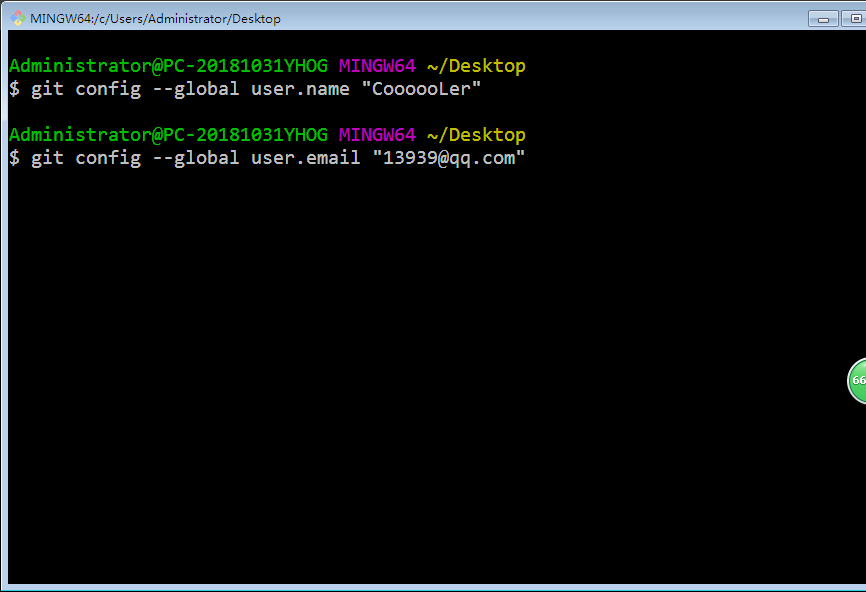 MINGW64:/c/Users/Administrator/Desktop
Administrator@PC-20181031YHOG MINGW64 ~/Desktop
$ git config --global user.name "CoooooLer"
Administrator@PC-20181031YHOG MINGW64 ~/Desktop
$ git config --global user.email "13939@qq.com"
66